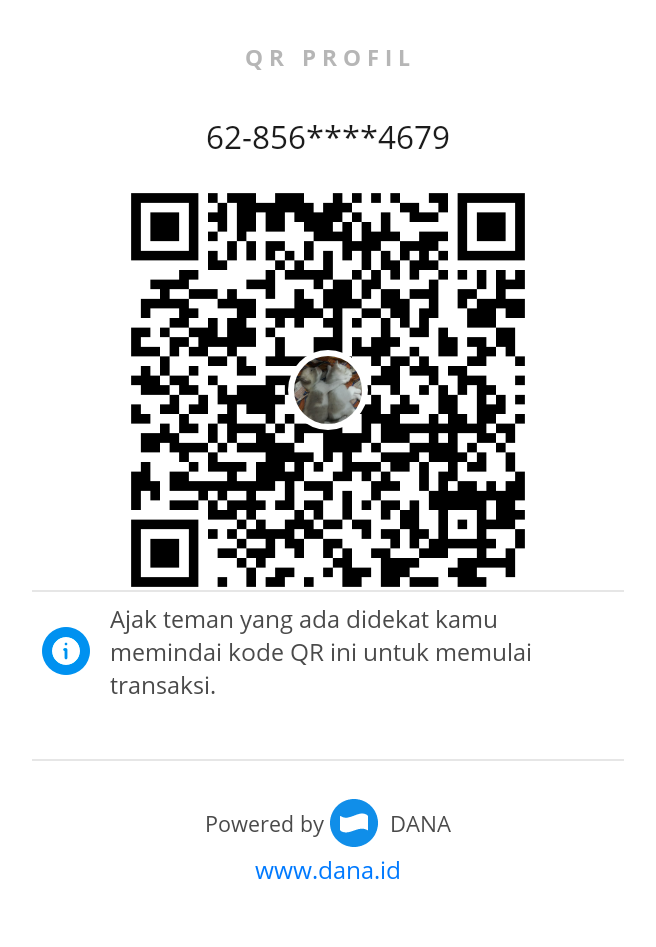 QR PROFIL
62-856****4679
Ajak teman yang ada didekat kamu
memindai kode QR ini untuk memulai
transaksi.
Powered by DANA
www.dana.id